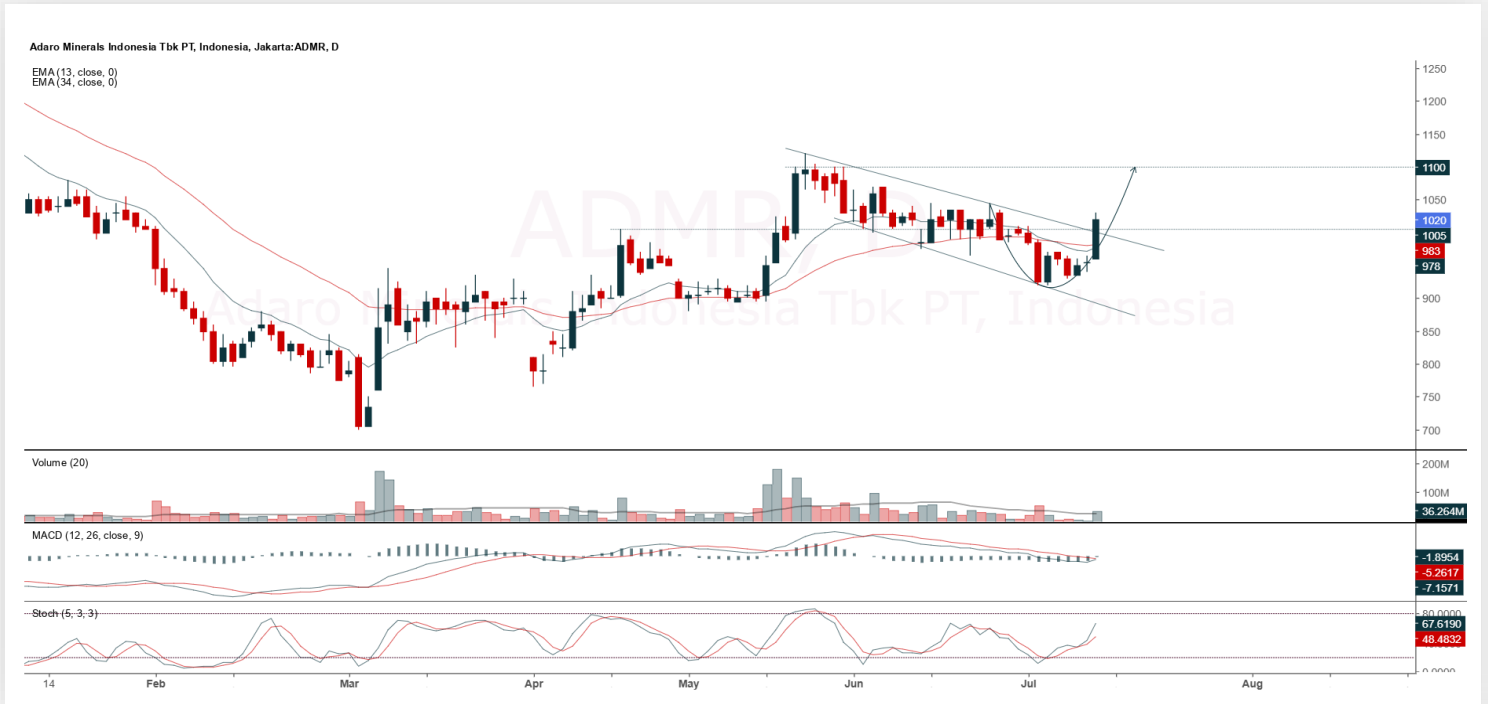 Adaro Minerals Indonesia Tbk PT, Indonesia, Jakarta:ADMR, D
EMA (13, close, 0)
EMA (34, close, 0)
ADMR, D
Adaro Minerals Indonesia Tbk PT, Indonesia
1250
1200
1150
1100
1050
1020
1005
983
978
900
850
800
750
700
Volume (20)
200M
100M
36.264M
MACD (12, 26, close, 9)
-1.8954
-5.2617
-7.1571
Stoch (5, 3, 3)
80.0000
67.6190
48.4832
0.0000
14
Feb
Mar
Apr
May
Jun
Jul
Aug